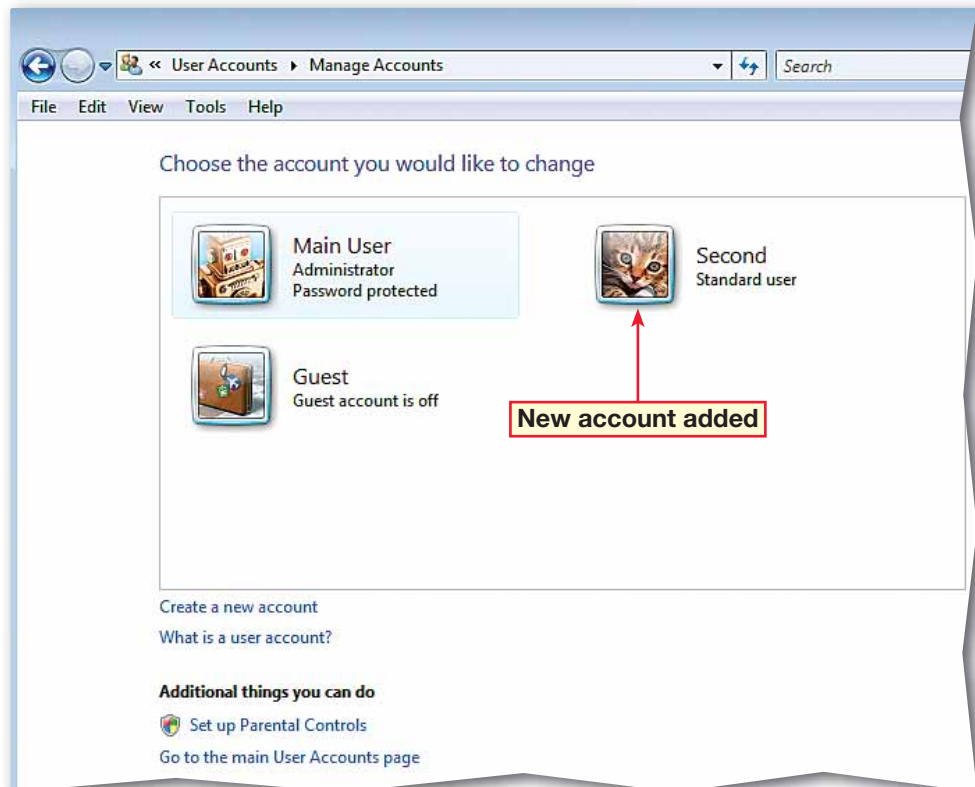 « User Accounts ▸ Manage Accounts
Search
File Edit View Tools Help
Choose the account you would like to change
Main User
Administrator
Password protected
Second
Standard user
Guest
Guest account is off
New account added
Create a new account
What is a user account?
Additional things you can do
Set up Parental Controls
Go to the main User Accounts page